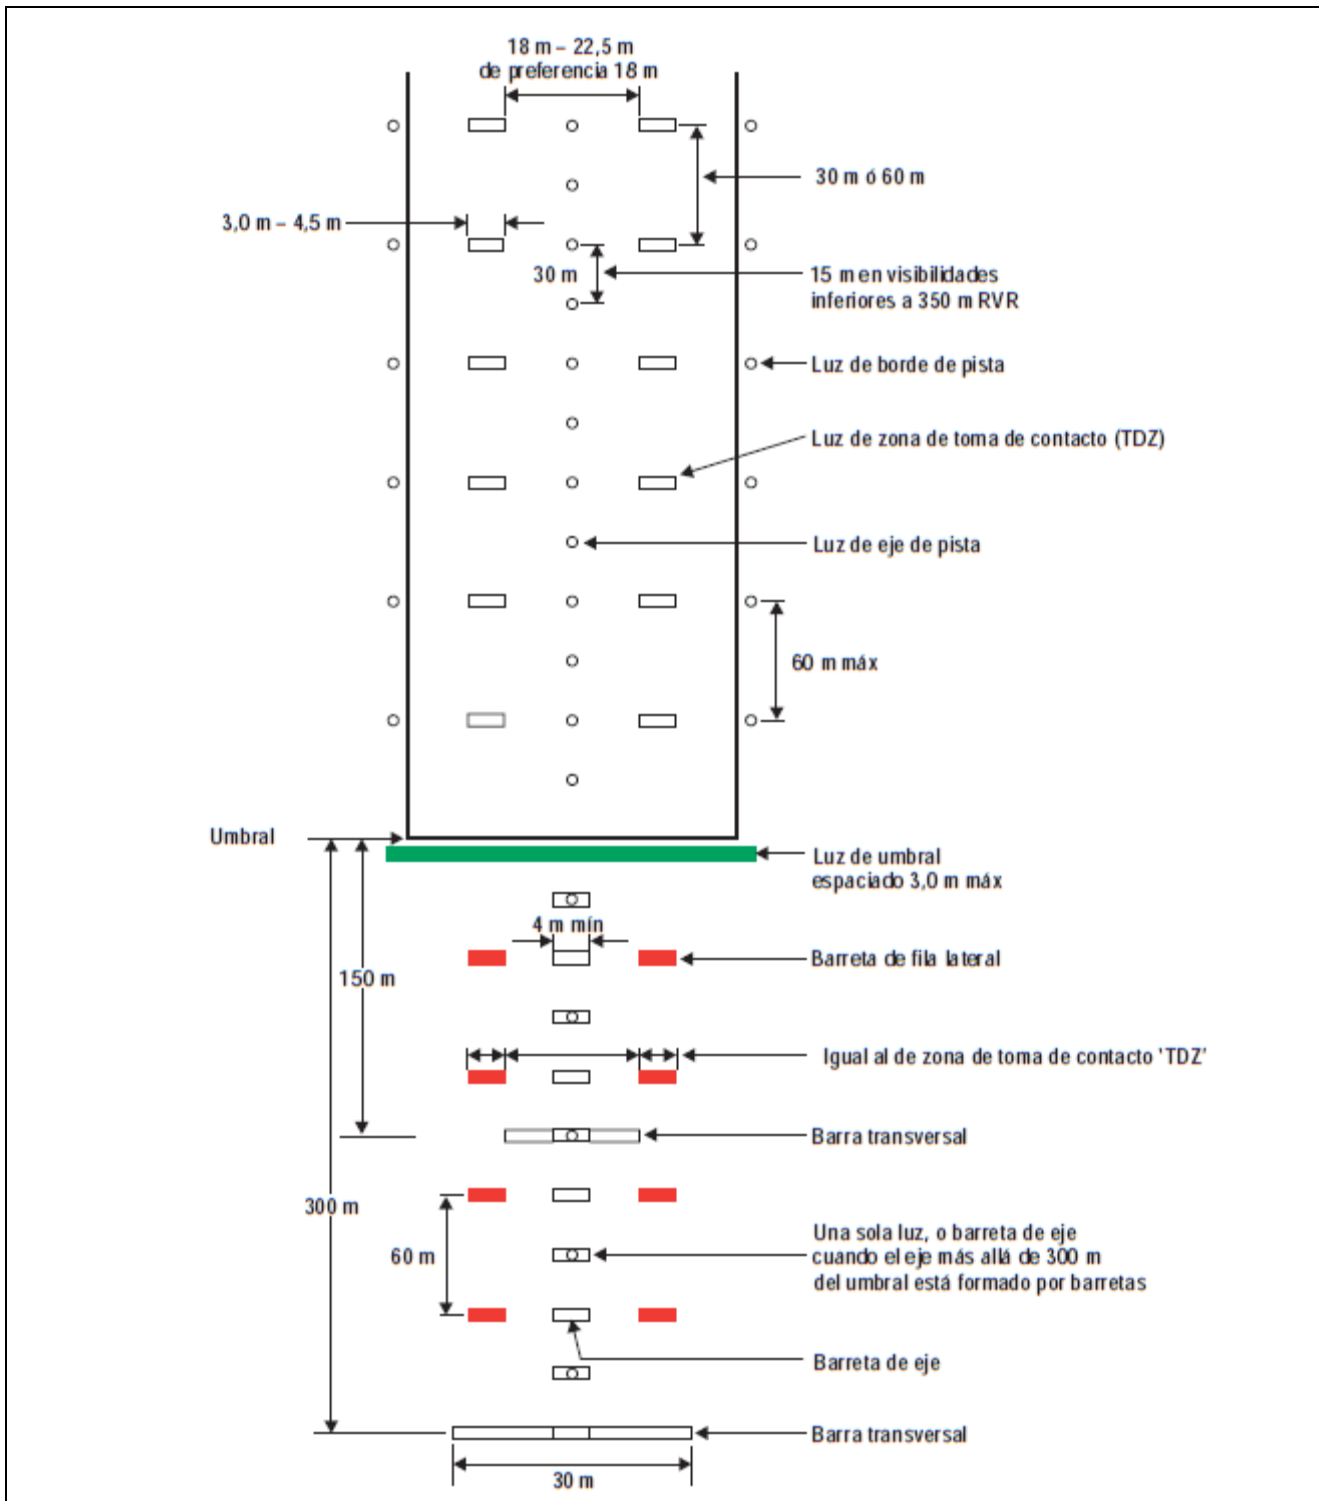 18 m – 22,5 m
de preferencia 18 m
30 m ó 60 m
3,0 m – 4,5 m
30 m
15 m en visibilidades
inferiores a 350 m RVR
Luz de borde de pista
Luz de zona de toma de contacto (TDZ)
Luz de eje de pista
60 m máx
Umbral
Luz de umbral
espaciado 3,0 m máx
4 m mín
Barreta de fila lateral
150 m
Igual al de zona de toma de contacto 'TDZ'
Barra transversal
300 m
60 m
Una sola luz, o barreta de eje
cuando el eje más allá de 300 m
del umbral está formado por barretas
Barreta de eje
Barra transversal
30 m